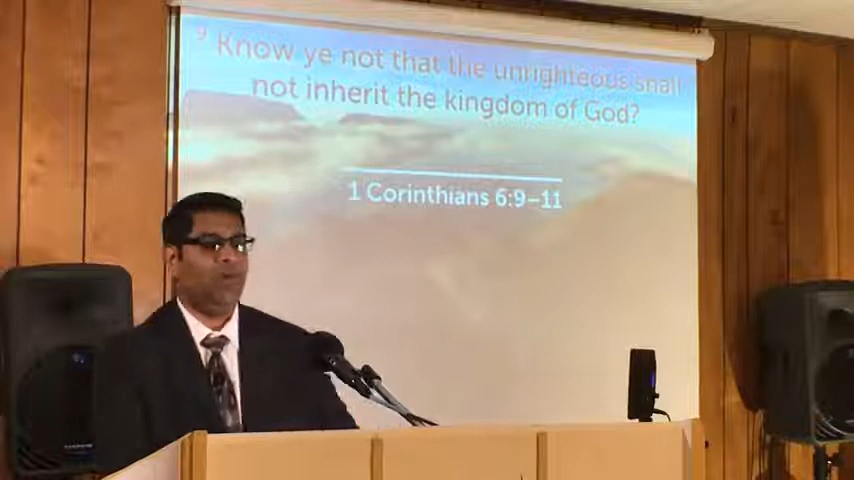 9 Know ye not that the unrighteous shall
not inherit the kingdom of God?
1 Corinthians 6:9–11